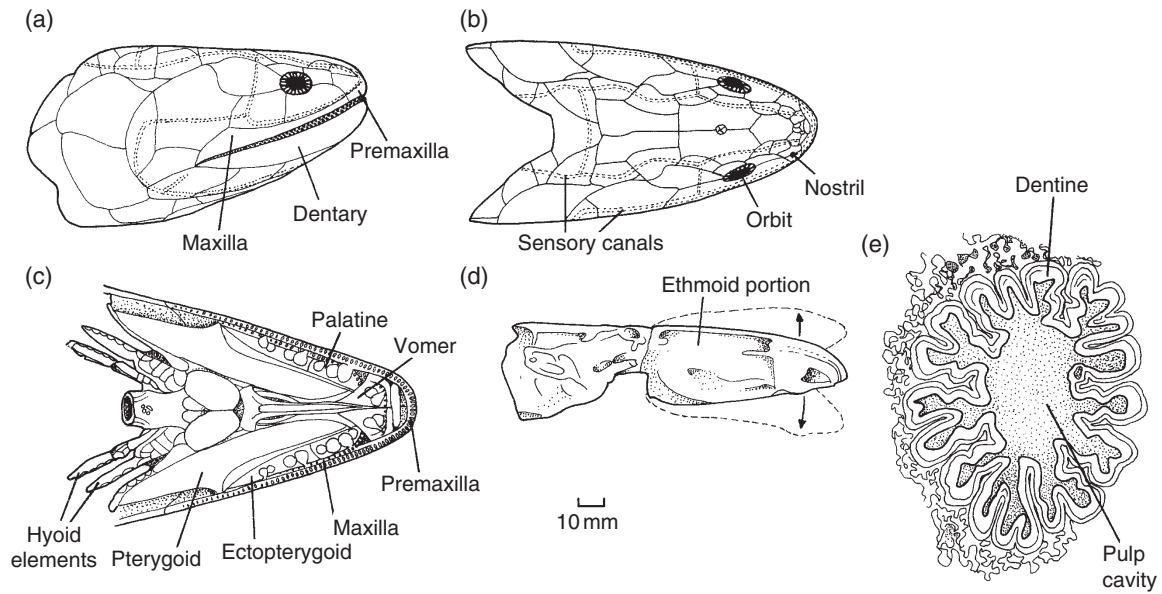 (a)
Premaxilla
Dentary
Maxilla
(b)
Nostril
Orbit
Sensory canals
(c)
Palatine
Vomer
Premaxilla
Maxilla
Ectopterygoid
Pterygoid
Hyoid
elements
(d)
Ethmoid portion
10 mm
(e)
Dentine
Pulp
cavity